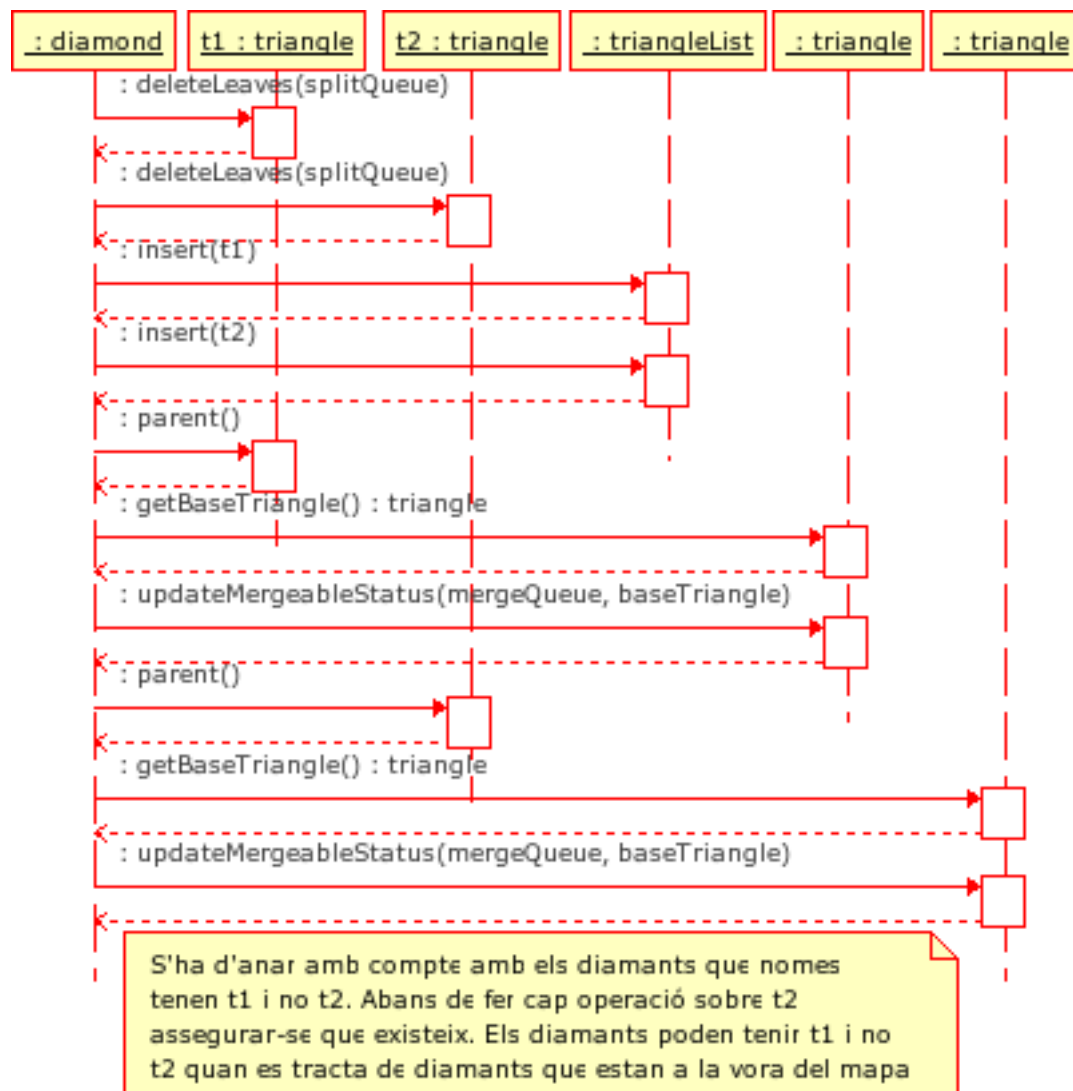 : diamond
t1 : triangle
t2 : triangle
: triangleList
: triangle
: triangle
: deleteLeaves(splitQueue)
: deleteLeaves(splitQueue)
: insert(t1)
: insert(t2)
: parent()
: getBaseTriangle() : triangle
: updateMergeableStatus(mergeQueue, baseTriangle)
: parent()
: getBaseTriangle() : triangle
: updateMergeableStatus(mergeQueue, baseTriangle)
S'ha d'anar amb compte amb els diamants que nomes
tenen t1 i no t2. Abans de fer cap operació sobre t2
assegurar-se que existeix. Els diamants poden tenir t1 i no
t2 quan es tracta de diamants que estan a la vora del mapa